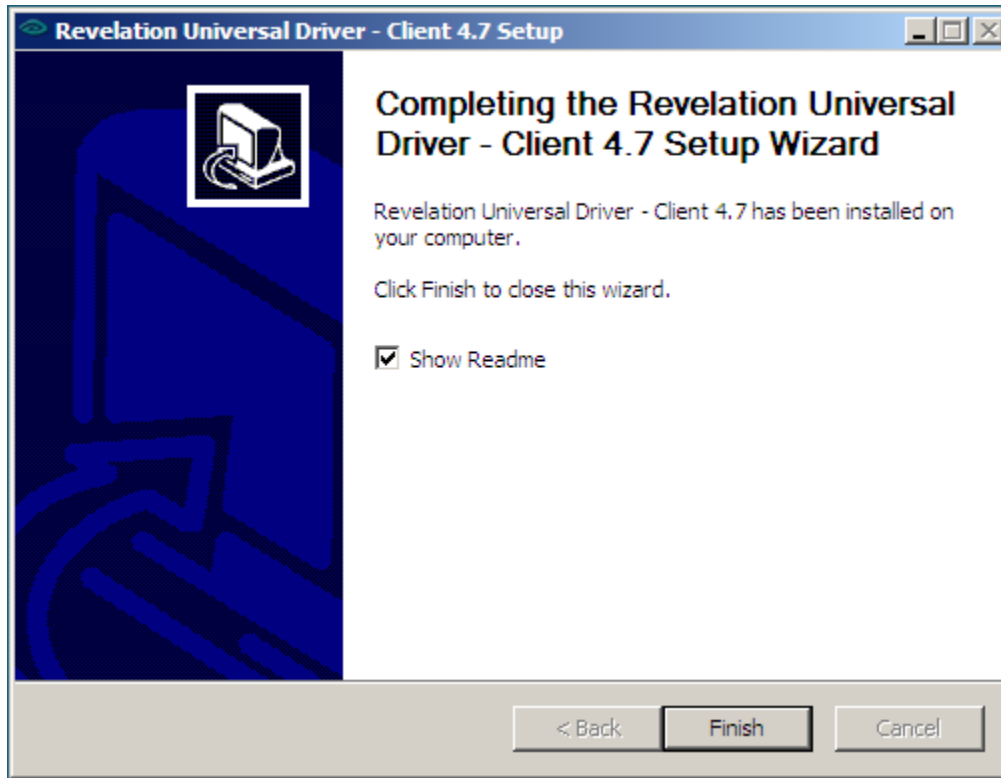 Revelation Universal Driver - Client 4.7 Setup
Completing the Revelation Universal
Driver - Client 4.7 Setup Wizard
Revelation Universal Driver - Client 4.7 has been installed on
your computer.
Click Finish to close this wizard.
Show Readme
< Back
Finish
Cancel